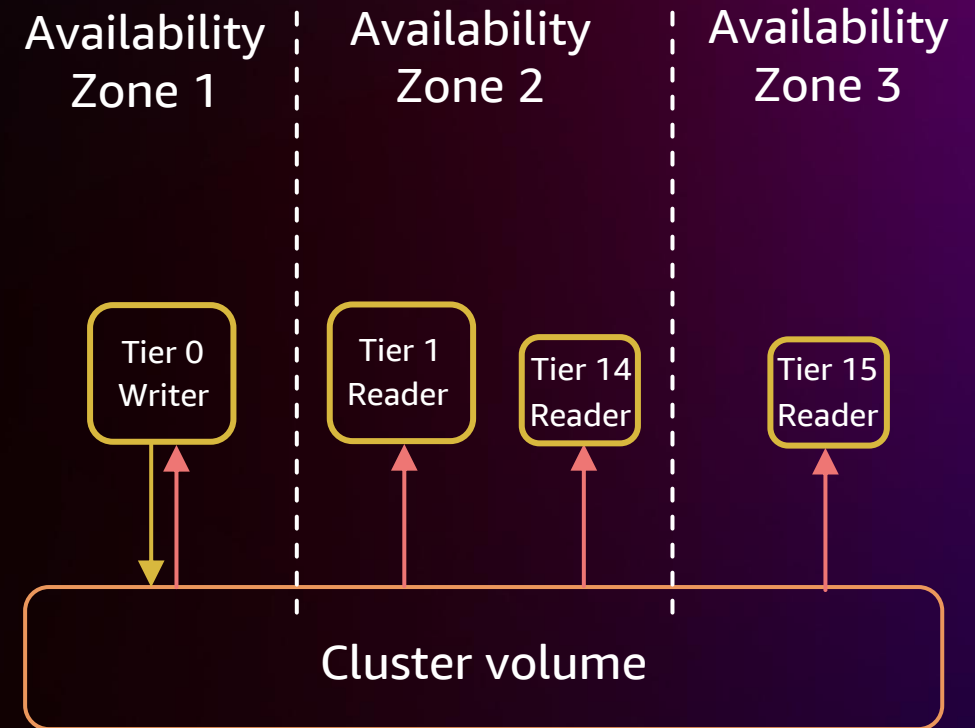 Availability
Zone 1
Availability
Zone 2
Availability
Zone 3
Tier 0
Writer
Tier 1
Reader
Tier 14
Reader
Tier 15
Reader
Cluster volume